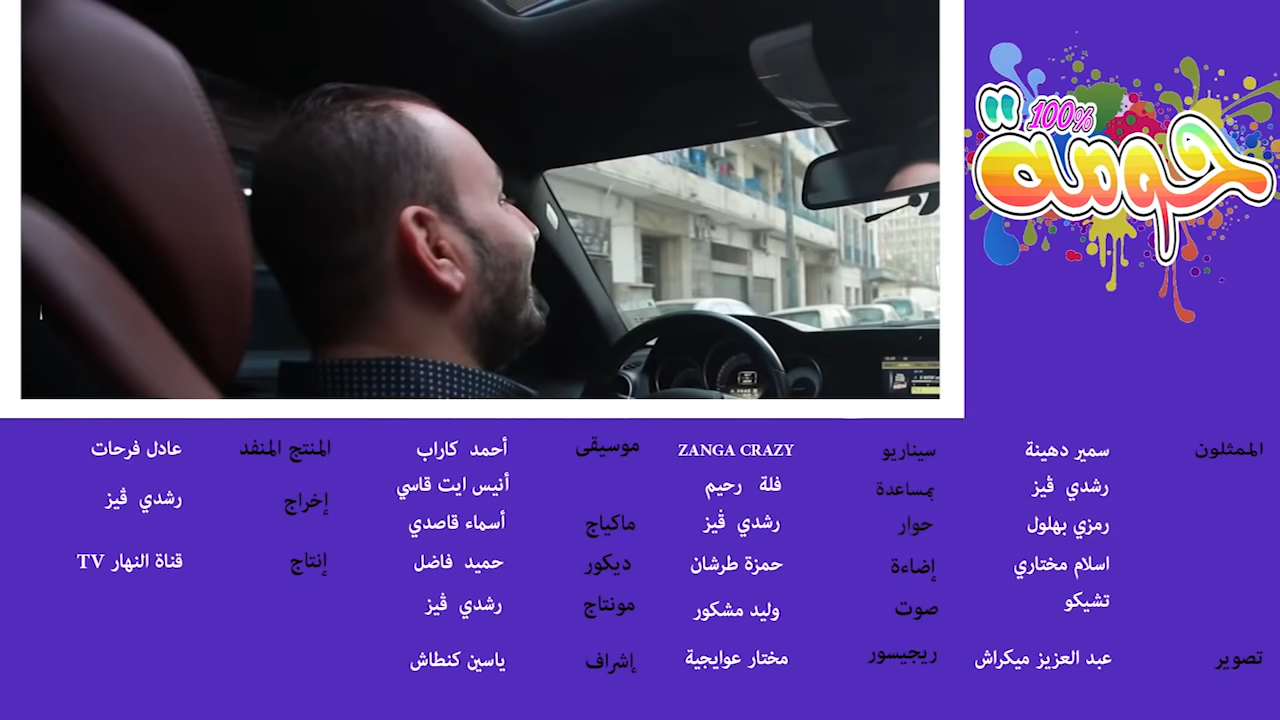 100%
حومة
الممثلون
سمير دهينة
رشدي ڤيز
رمزي بهلول
اسلام مختاري
تشيكو
تصوير
عبد العزيز ميكراش
سيناريو
ZANGA CRAZY
بمساعدة
فلة رحيم
حوار
رشدي ڤيز
إضاءة
حمزة طرشان
صوت
وليد مشكور
ريجيسور
مختار عوايجية
موسيقى
أحمد كاراب
أنيس ايت قاسي
ماكياج
أسماء قاصدي
ديكور
حميد فاضل
مونتاج
رشدي ڤيز
إشراف
ياسين كنطاش
المنتج المنفد
عادل فرحات
إخراج
رشدي ڤيز
إنتاج
قناة النهار TV